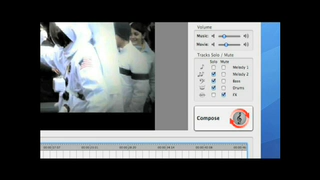 Volume
Music:
Movie:
Tracks Solo / Mute
Solo Mute
Melody 1
Melody 2
Bass
Drums
FX
Compose